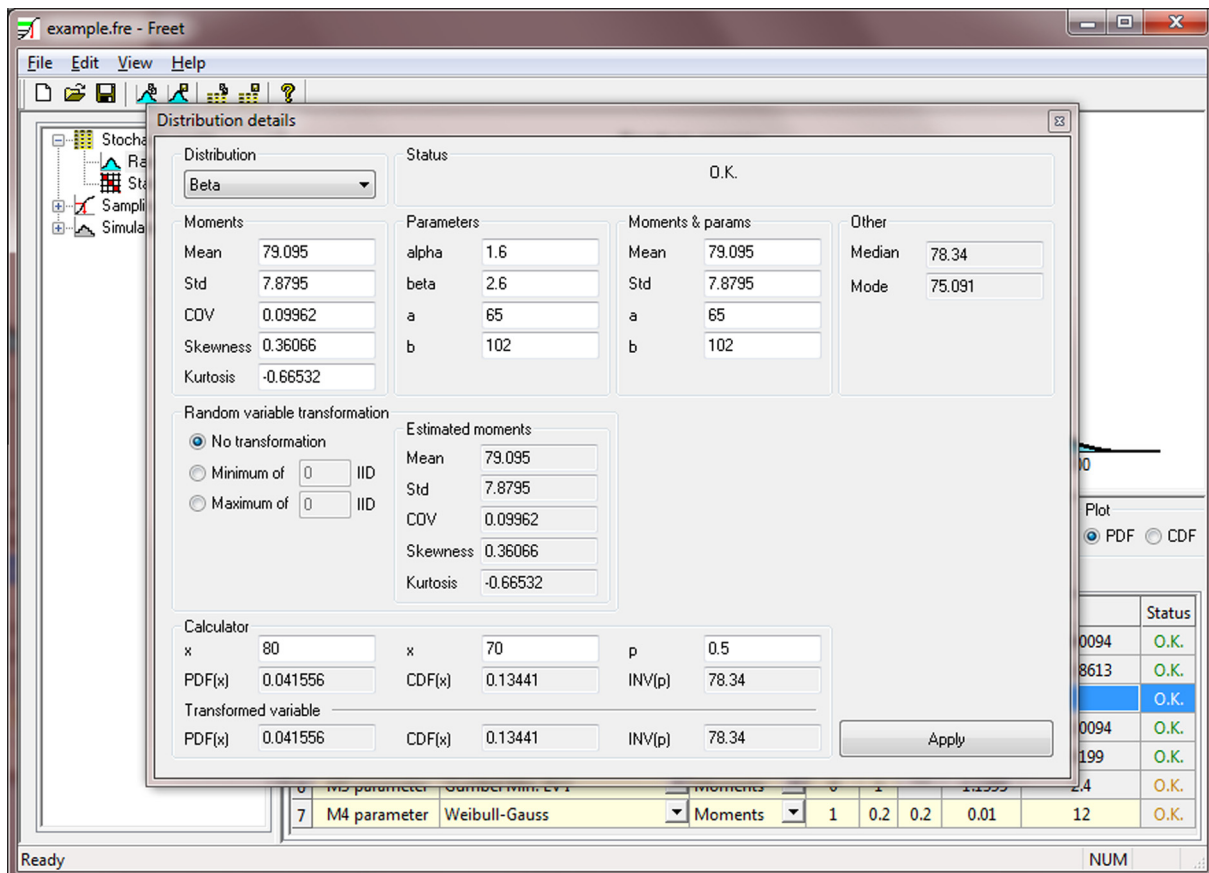 example.fre - Freet
File Edit View Help
Distribution details
Stocha
Ra
Sta
Sampli
Simula
Distribution
Beta
Status
O.K.
Moments
Mean 79.095
Std 7.8795
COV 0.09962
Skewness 0.36066
Kurtosis -0.66532
Parameters
alpha 1.6
beta 2.6
a 65
b 102
Moments & params
Mean 79.095
Std 7.8795
a 65
b 102
Other
Median 78.34
Mode 75.091
Random variable transformation
No transformation
Minimum of 0 IID
Maximum of 0 IID
Estimated moments
Mean 79.095
Std 7.8795
COV 0.09962
Skewness 0.36066
Kurtosis -0.66532
Calculator
x 80 x 70 p 0.5
PDF(x) 0.041556 CDF(x) 0.13441 INV(p) 78.34
Transformed variable
PDF(x) 0.041556 CDF(x) 0.13441 INV(p) 78.34
Apply
00
Plot
PDF CDF
Status
0094 O.K.
8613 O.K.
O.K.
0094 O.K.
199 O.K.
2.4 O.K.
7 M4 parameter Weibull-Gauss Moments 1 0.2 0.2 0.01 12 O.K.
Ready NUM